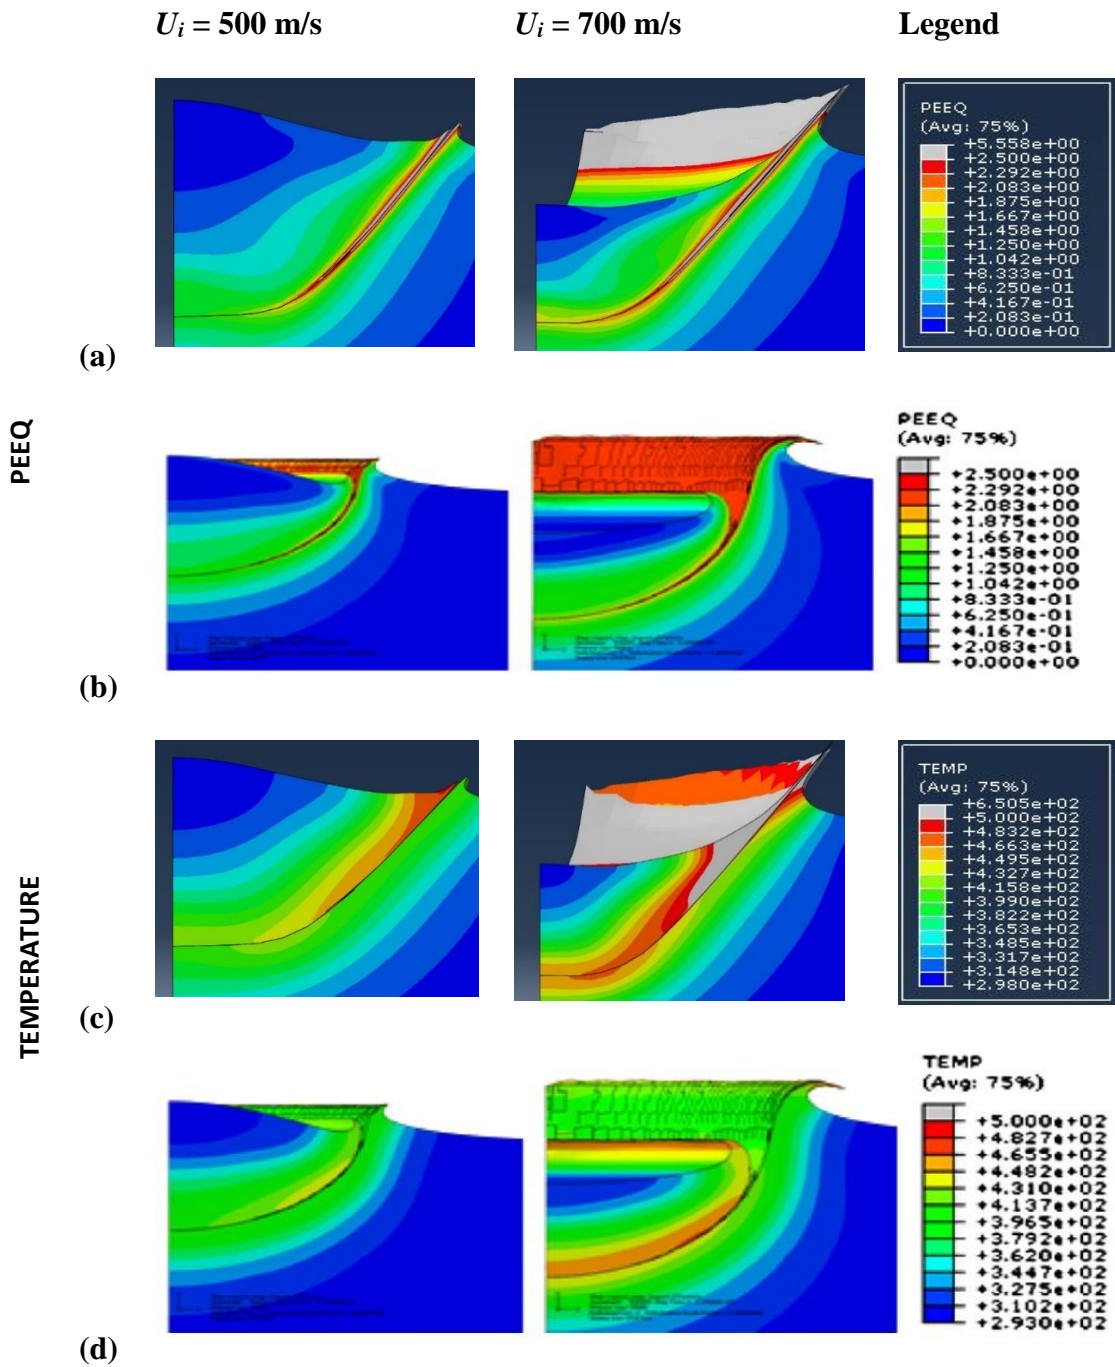 Ui = 500 m/s
Ui = 700 m/s
Legend
PEEQ
(Avg: 75%)
+5.558e+00
+2.500e+00
+2.292e+00
+2.083e+00
+1.875e+00
+1.667e+00
+1.458e+00
+1.250e+00
+1.042e+00
+8.333e-01
+6.250e-01
+4.167e-01
+2.083e-01
+0.000e+00
(a)
PEEQ
PEEQ
(Avg: 75%)
+2.500e+00
+2.292e+00
+2.083e+00
+1.875e+00
+1.667e+00
+1.458e+00
+1.250e+00
+1.042e+00
+8.333e-01
+6.250e-01
+4.167e-01
+2.083e-01
+0.000e+00
(b)
TEMP
(Avg: 75%)
+6.505e+02
+5.000e+02
+4.832e+02
+4.663e+02
+4.495e+02
+4.327e+02
+4.158e+02
+3.990e+02
+3.822e+02
+3.653e+02
+3.485e+02
+3.317e+02
+3.148e+02
+2.980e+02
(c)
TEMPERATURE
TEMP
(Avg: 75%)
+5.000e+02
+4.827e+02
+4.655e+02
+4.482e+02
+4.310e+02
+4.137e+02
+3.965e+02
+3.792e+02
+3.620e+02
+3.447e+02
+3.275e+02
+3.102e+02
+2.930e+02
(d)